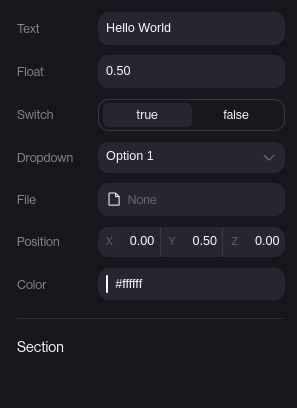 Text Hello World
Float 0.50
Switch true false
Dropdown Option 1
File None
Position X 0.00 Y 0.50 Z 0.00
Color #ffffff
Section